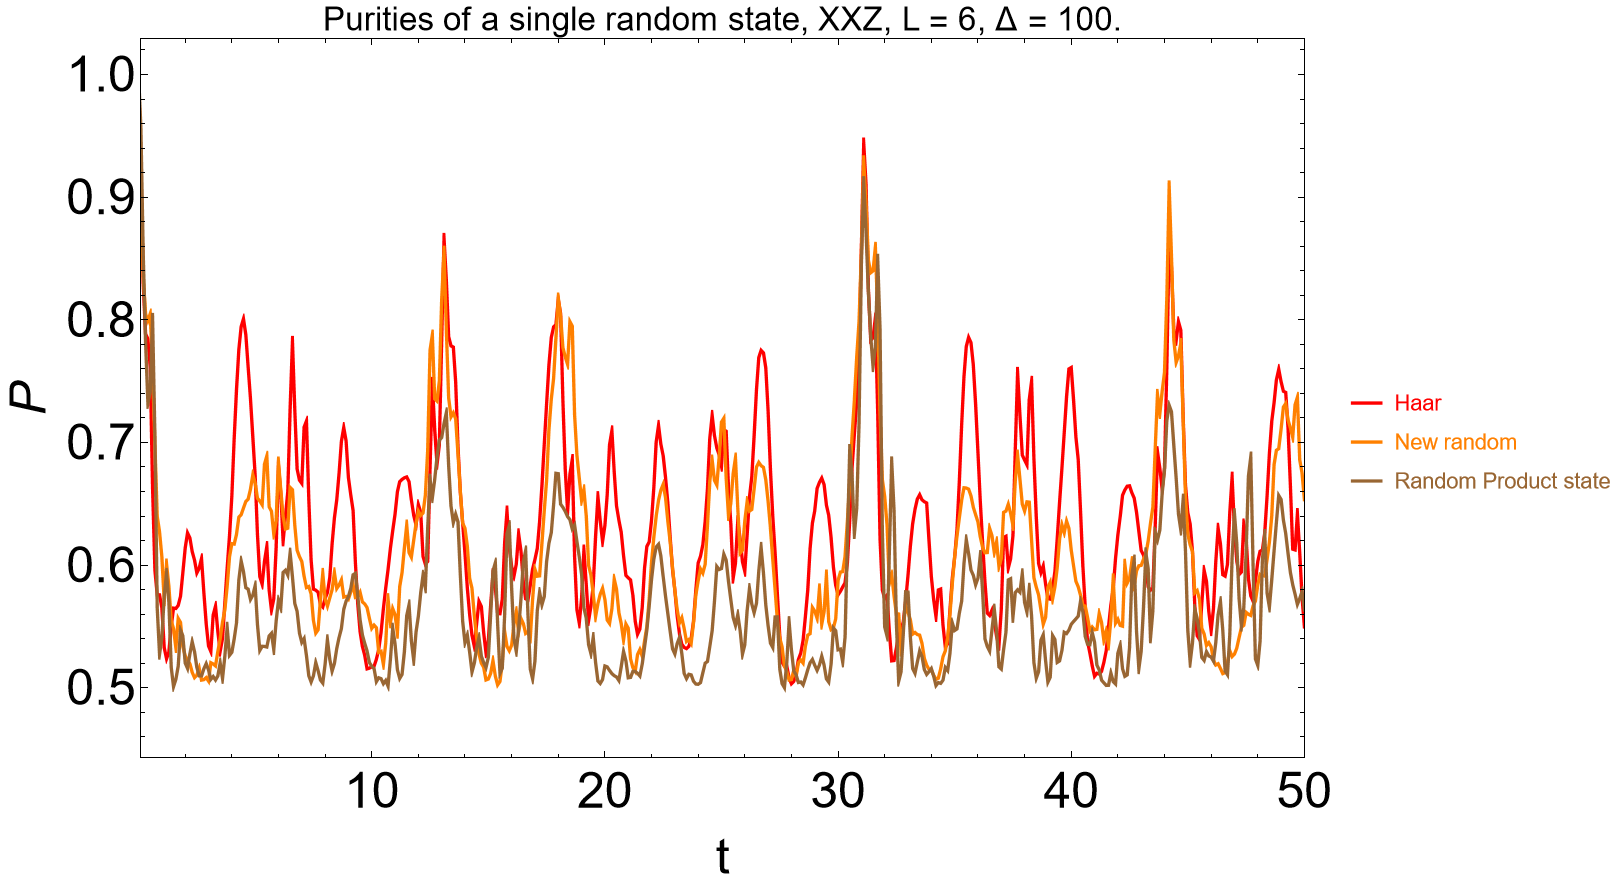 Purities of a single random state, XXZ, L = 6, Δ = 100.
1.0
0.9
0.8
0.7
0.6
0.5
P
10
20
30
40
50
t
Haar
New random
Random Product state